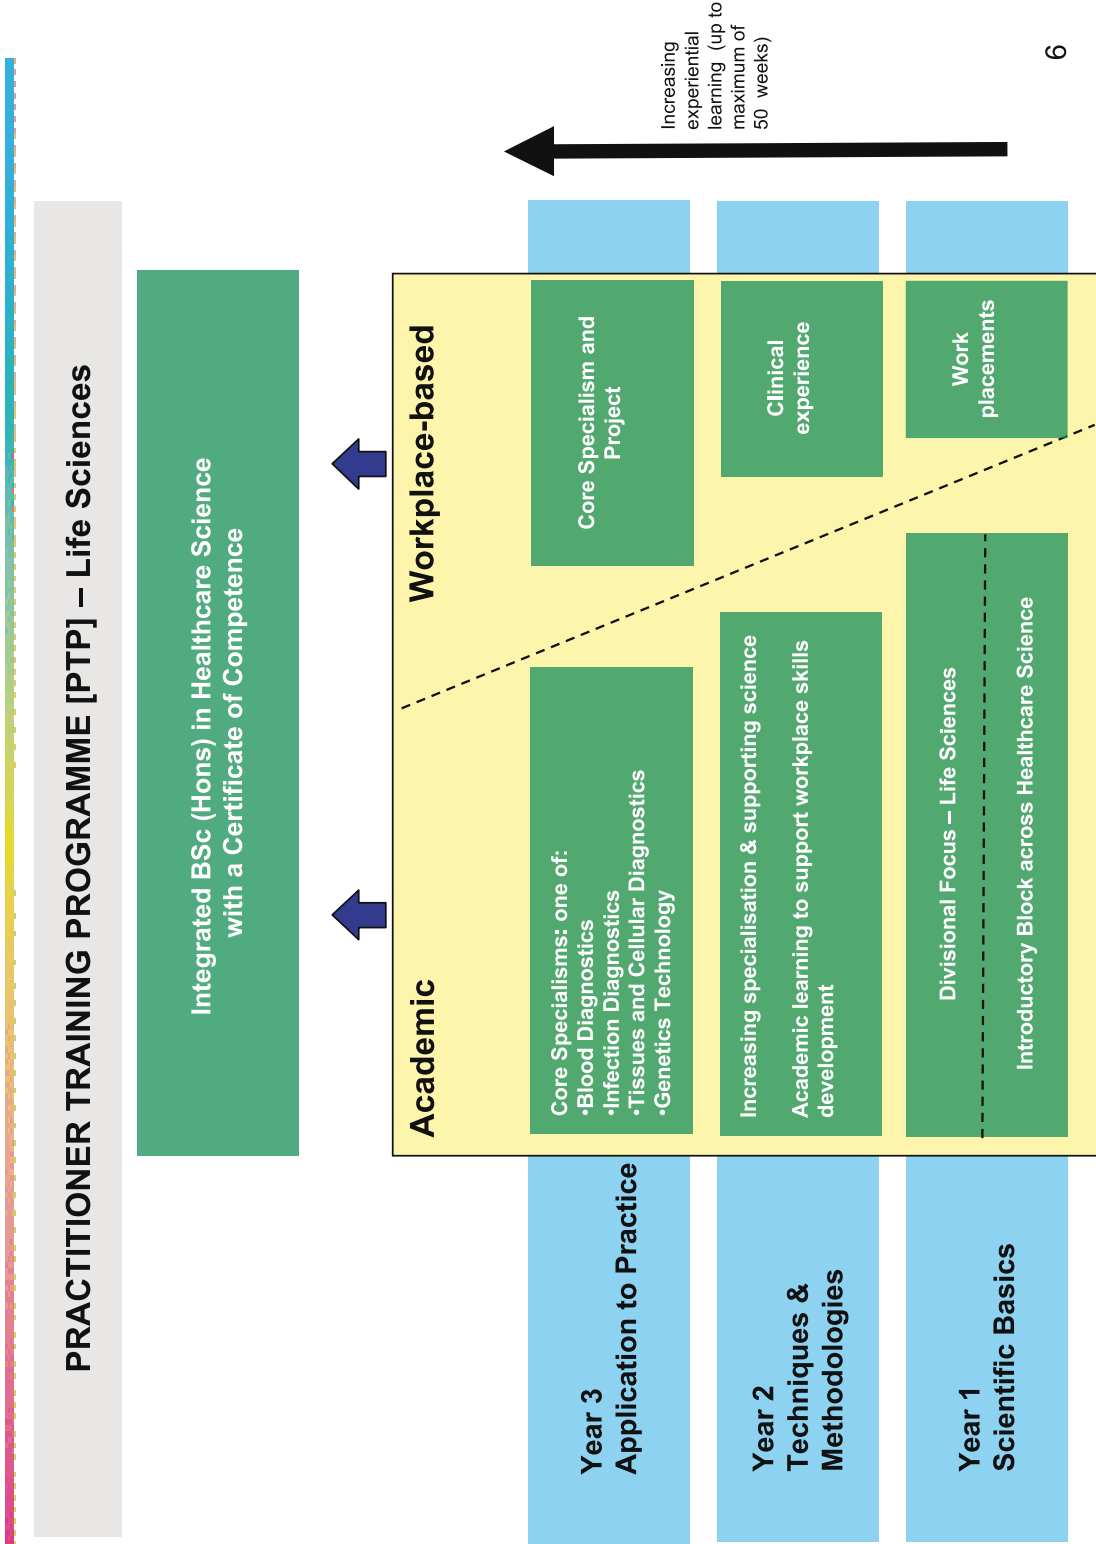 PRACTITIONER TRAINING PROGRAMME [PTP] – Life Sciences
Integrated BSc (Hons) in Healthcare Science
with a Certificate of Competence
Academic
Workplace-based
Year 3
Application to Practice
Core Specialisms: one of:
•Blood Diagnostics
•Infection Diagnostics
•Tissues and Cellular Diagnostics
•Genetics Technology
Core Specialism and
Project
Year 2
Techniques &
Methodologies
Increasing specialisation & supporting science
Academic learning to support workplace skills
development
Clinical
experience
Year 1
Scientific Basics
Divisional Focus – Life Sciences
Introductory Block across Healthcare Science
Work
placements
Increasing
experiential
learning (up to
maximum of
50 weeks)
6